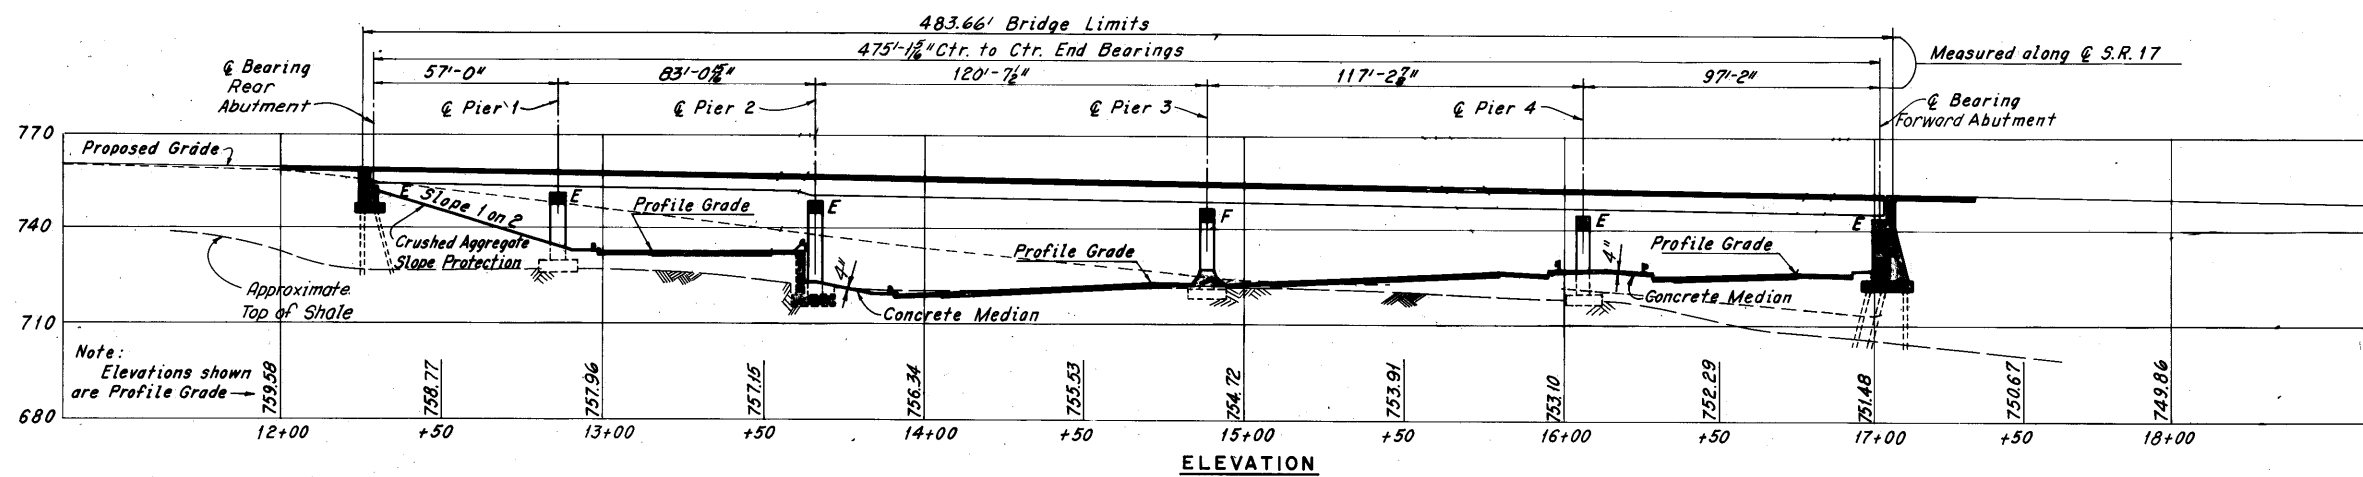 483.66' Bridge Limits
475'-1 5/16" Ctr. to Ctr. End Bearings
Measured along ℄ S.R. 17
57'-0"
83'-0 15/16"
120'-7 1/2"
117'-2 7/8"
97'-2"
℄ Bearing
Rear
Abutment
℄ Pier 1
℄ Pier 2
℄ Pier 3
℄ Pier 4
℄ Bearing
Forward Abutment
770
Proposed Grade
E
Slope 1 on 2
E
Profile Grade
E
F
E
E
740
Crushed Aggregate
Slope Protection
Profile Grade
Profile Grade
4"
4"
Approximate
Top of Shale
Concrete Median
Concrete Median
710
Note:
Elevations shown
are Profile Grade
759.58
758.77
757.96
757.15
756.34
755.53
754.72
753.91
753.10
752.29
751.48
750.67
749.86
680
12+00
+50
13+00
+50
14+00
+50
15+00
+50
16+00
+50
17+00
+50
18+00
ELEVATION